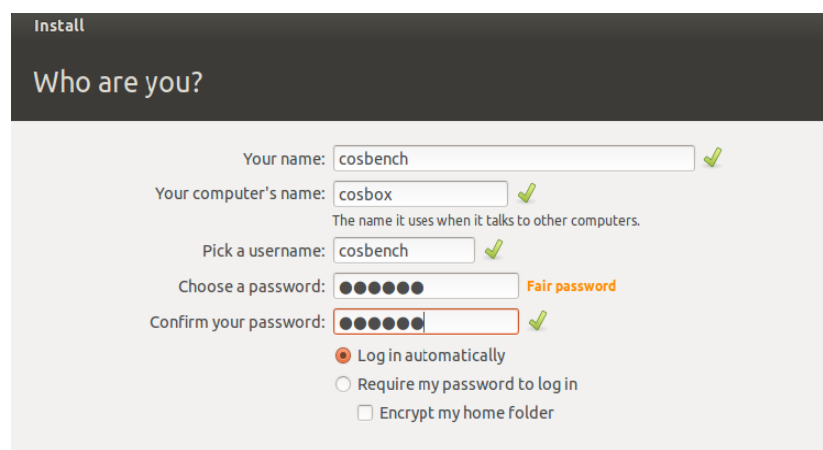 Install
Who are you?
Your name: cosbench
Your computer's name: cosbox
The name it uses when it talks to other computers.
Pick a username: cosbench
Choose a password: ●●●●●● Fair password
Confirm your password: ●●●●●●
Log in automatically
Require my password to log in
Encrypt my home folder